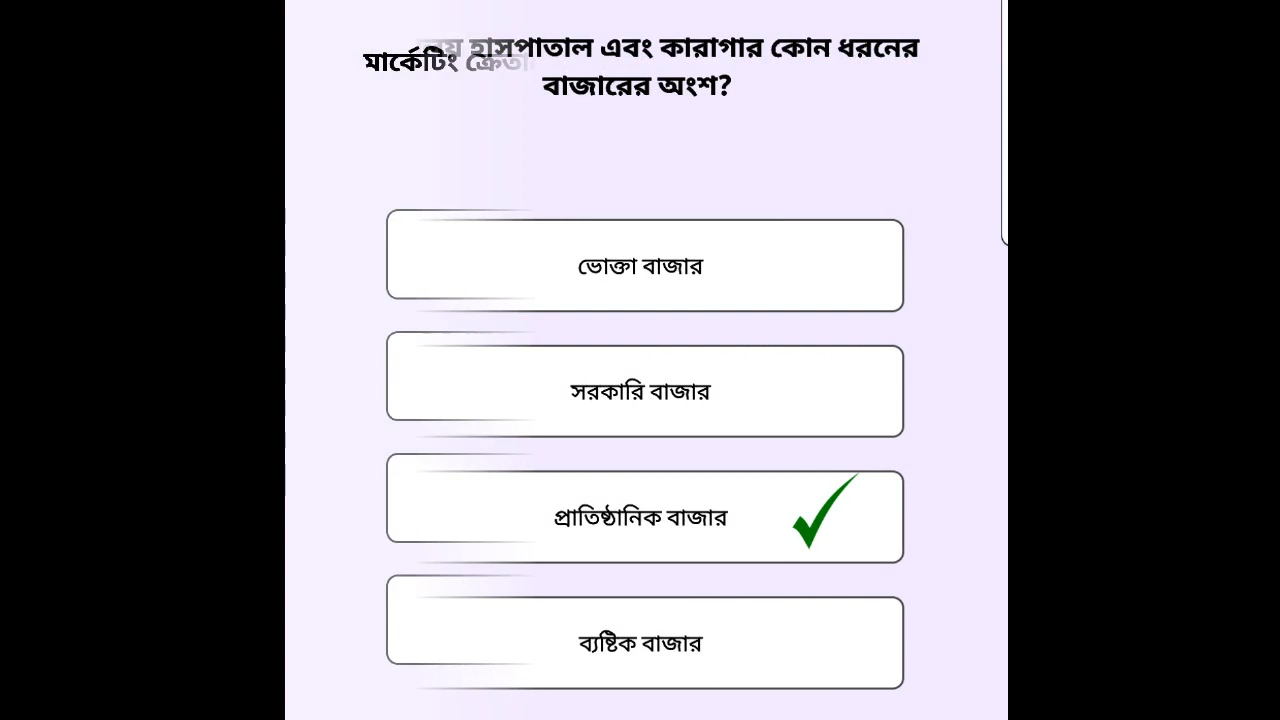 হাসপাতাল এবং কারাগার কোন ধরনের
মার্কেটিং
বাজারের অংশ?
ভোক্তা বাজার
সরকারি বাজার
প্রাতিষ্ঠানিক বাজার
ব্যষ্টিক বাজার